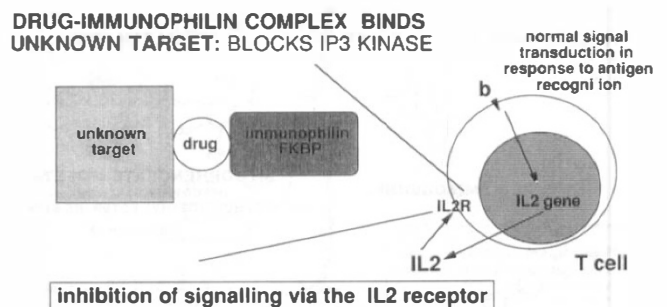 DRUG-IMMUNOPHILIN COMPLEX BINDS
UNKNOWN TARGET: BLOCKS IP3 KINASE
normal signal
transduction in
response to antigen
recogni ion
b
unknown
target
drug
immunophilin
FKBP
IL2R
IL2 gene
IL2
T cell
inhibition of signalling via the IL2 receptor